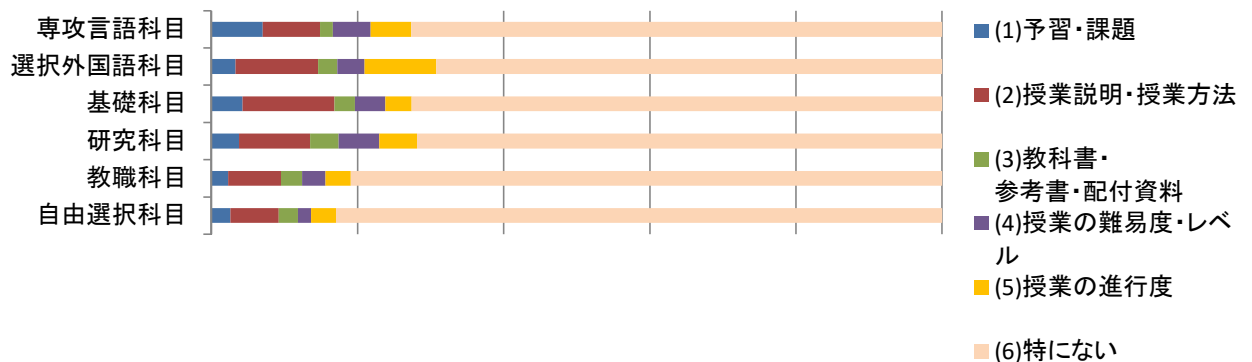 専攻言語科目
選択外国語科目
基礎科目
研究科目
教職科目
自由選択科目
(1)予習・課題
(2)授業説明・授業方法
(3)教科書・
参考書・配付資料
(4)授業の難易度・レベ
ル
(5)授業の進行度
(6)特にない